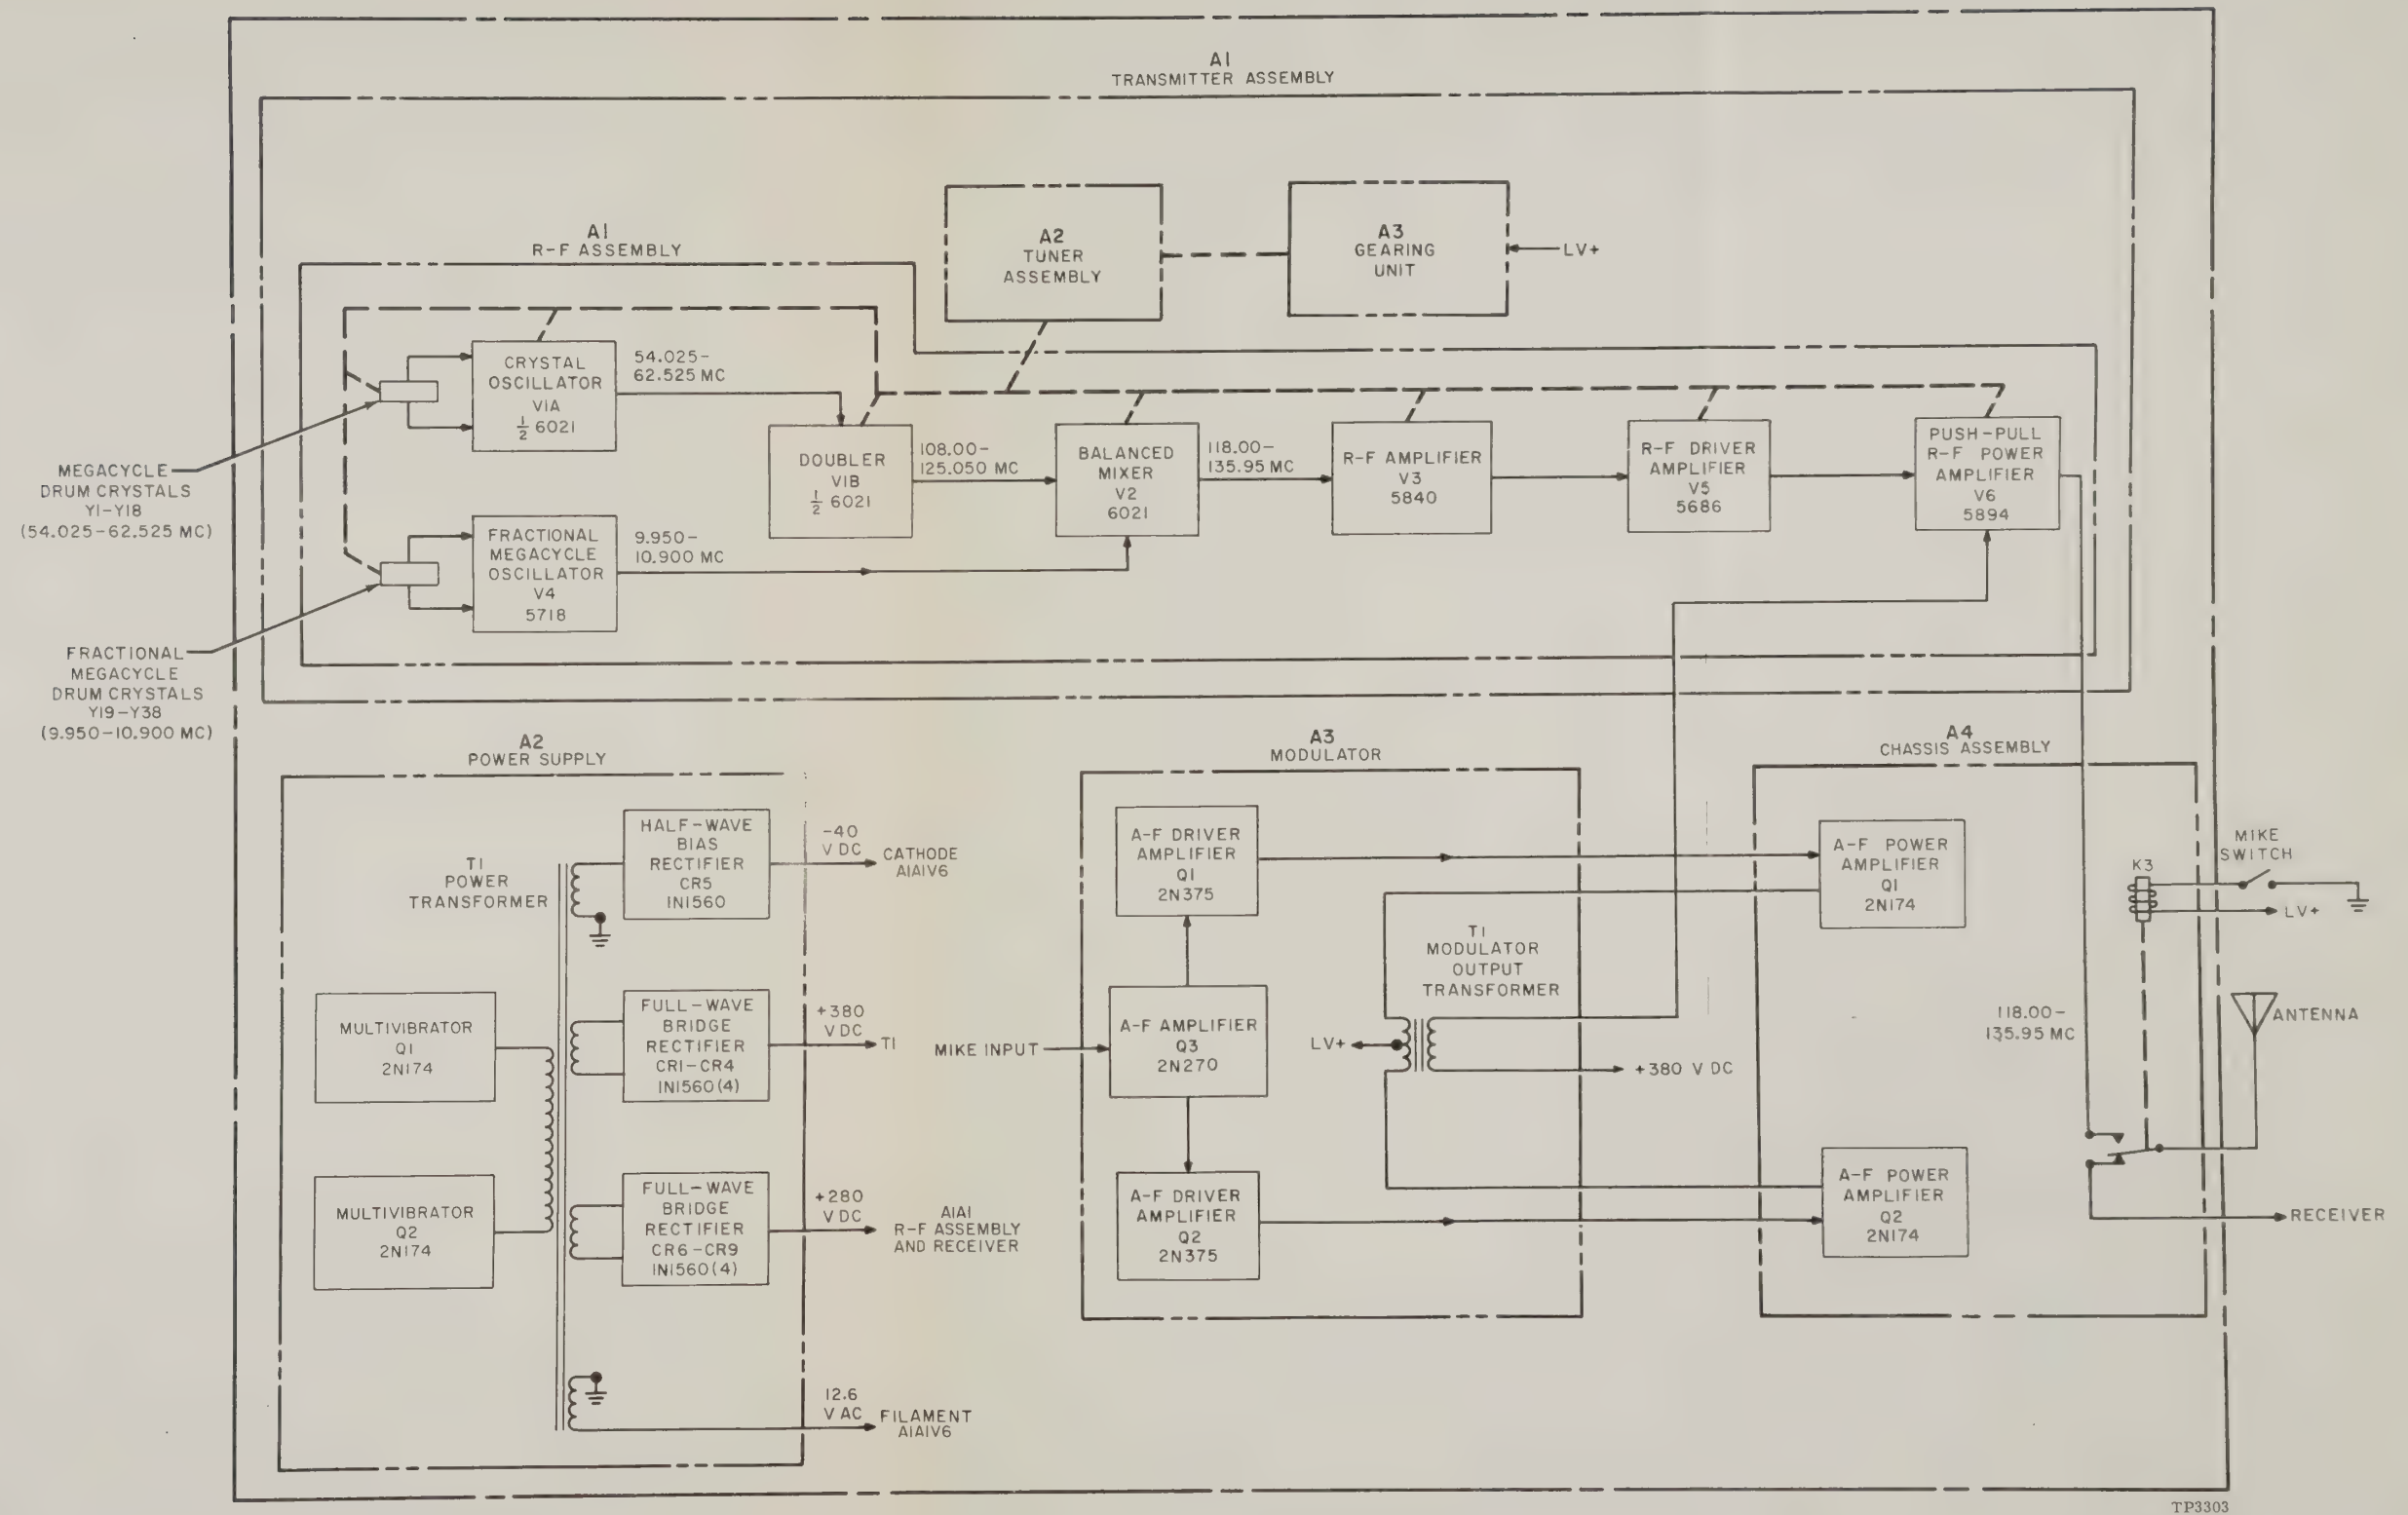 A1
TRANSMITTER ASSEMBLY
A1
R-F ASSEMBLY
A2
TUNER
ASSEMBLY
A3
GEARING
UNIT
LV+
CRYSTAL
OSCILLATOR
V1A
1/2 6021
54.025-
62.525 MC
MEGACYCLE
DRUM CRYSTALS
Y1-Y18
(54.025-62.525 MC)
DOUBLER
V1B
1/2 6021
108.00-
125.050 MC
BALANCED
MIXER
V2
6021
118.00-
135.95 MC
R-F AMPLIFIER
V3
5840
R-F DRIVER
AMPLIFIER
V5
5686
PUSH-PULL
R-F POWER
AMPLIFIER
V6
5894
FRACTIONAL
MEGACYCLE
OSCILLATOR
V4
5718
9.950-
10.900 MC
FRACTIONAL
MEGACYCLE
DRUM CRYSTALS
Y19-Y38
(9.950-10.900 MC)
A2
POWER SUPPLY
T1
POWER
TRANSFORMER
HALF-WAVE
BIAS
RECTIFIER
CR5
1N1560
-40
V DC
CATHODE
A1A1V6
MULTIVIBRATOR
Q1
2N174
FULL-WAVE
BRIDGE
RECTIFIER
CR1-CR4
1N1560(4)
+380
V DC
T1
MULTIVIBRATOR
Q2
2N174
FULL-WAVE
BRIDGE
RECTIFIER
CR6-CR9
1N1560(4)
+280
V DC
A1A1
R-F ASSEMBLY
AND RECEIVER
12.6
V AC
FILAMENT
A1A1V6
A3
MODULATOR
A-F DRIVER
AMPLIFIER
Q1
2N375
MIKE INPUT
A-F AMPLIFIER
Q3
2N270
A-F DRIVER
AMPLIFIER
Q2
2N375
T1
MODULATOR
OUTPUT
TRANSFORMER
LV+
+380 V DC
A4
CHASSIS ASSEMBLY
A-F POWER
AMPLIFIER
Q1
2N174
A-F POWER
AMPLIFIER
Q2
2N174
118.00-
135.95 MC
K3
MIKE
SWITCH
LV+
ANTENNA
RECEIVER
TP3303